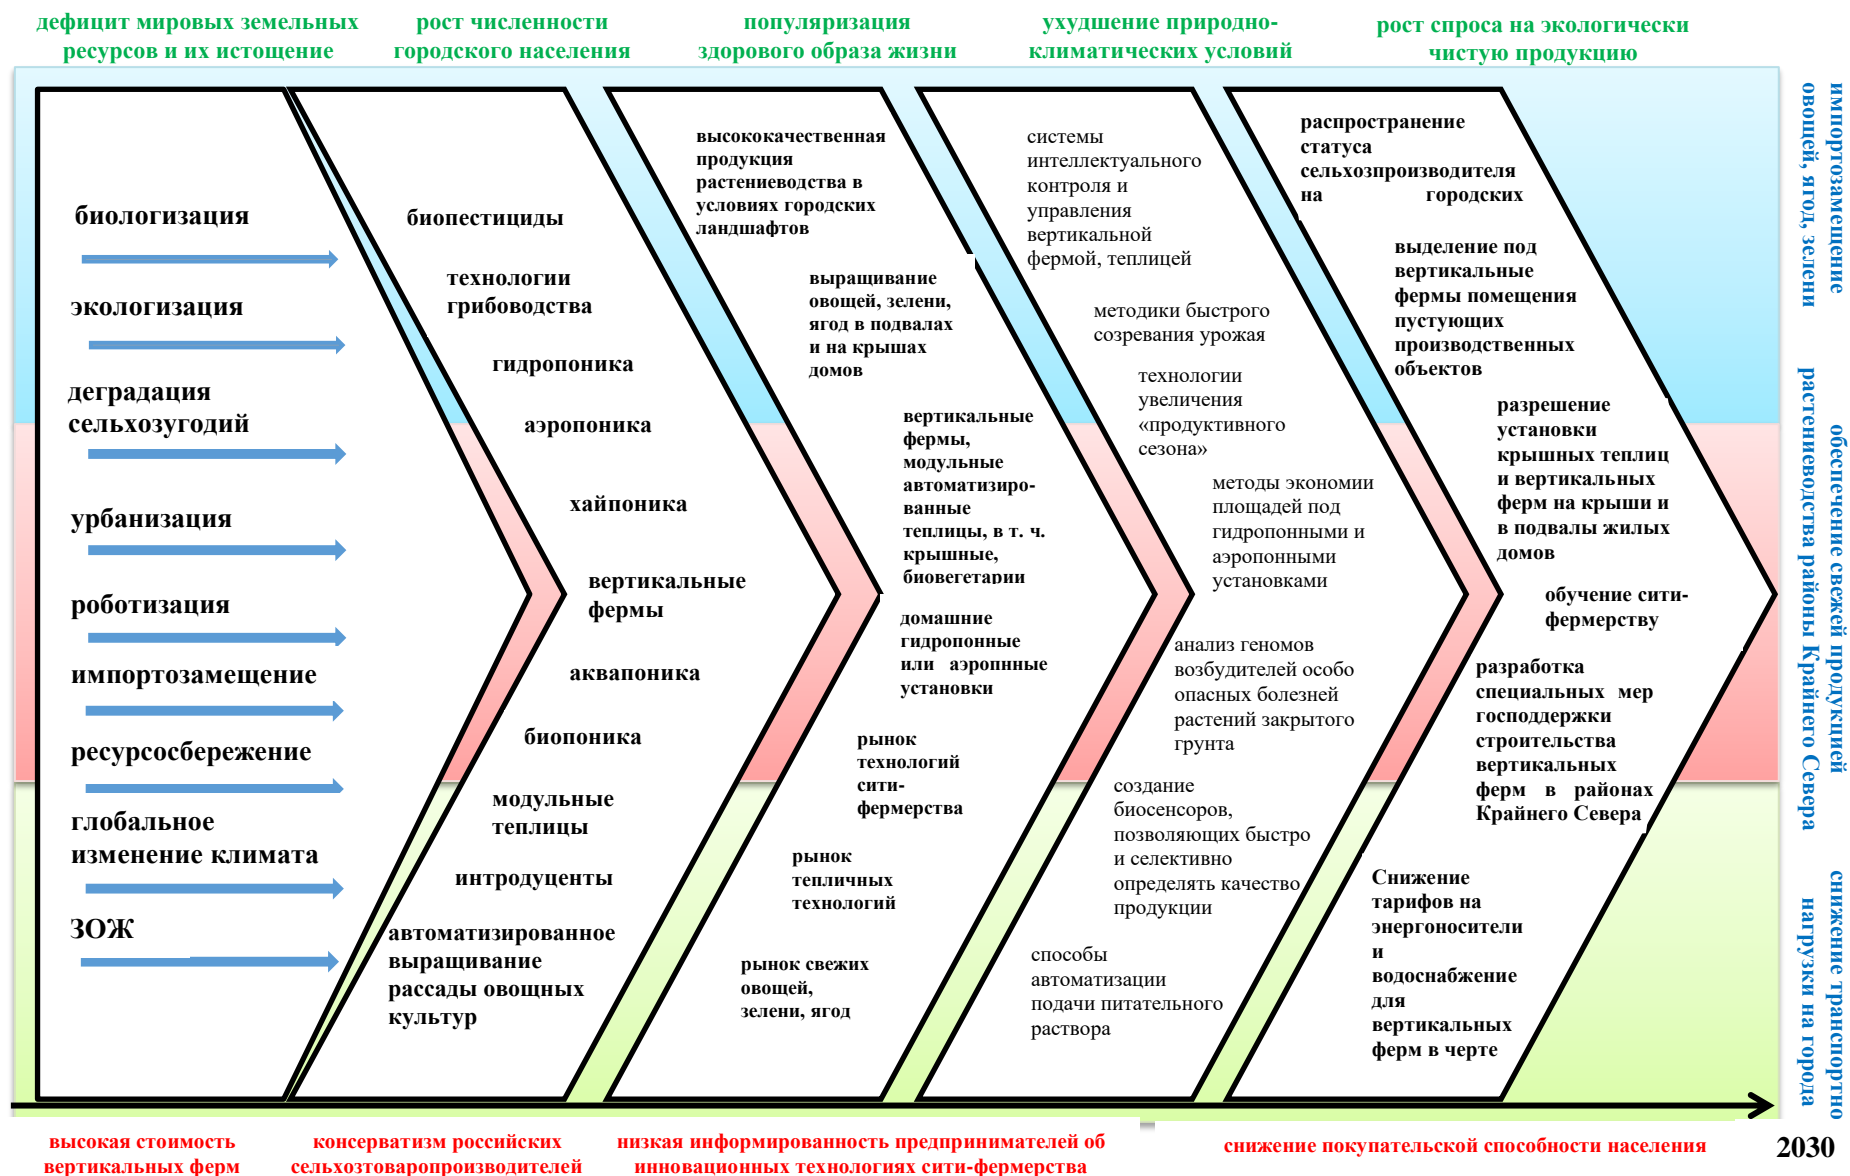 дефицит мировых земельных
ресурсов и их истощение
рост численности
городского населения
популяризация
здорового образа жизни
ухудшение природно-
климатических условий
рост спроса на экологически
чистую продукцию
биологизация
экологизация
деградация
сельхозугодий
урбанизация
роботизация
импортозамещение
ресурсосбережение
глобальное
изменение климата
ЗОЖ
биопестициды
технологии
грибоводства
гидропоника
аэропоника
хайпоника
вертикальные
фермы
аквапоника
биопоника
модульные
теплицы
интродуценты
автоматизированное
выращивание
рассады овощных
культур
высококачественная
продукция
растениеводства в
условиях городских
ландшафтов
выращивание
овощей, зелени,
ягод в подвалах
и на крышах
домов
вертикальные
фермы,
модульные
автоматизиро-
ванные
теплицы, в т. ч.
крышные,
биовегетарии
домашние
гидропонные
или аэропнные
установки
рынок
технологий
сити-
фермерства
рынок
тепличных
технологий
рынок свежих
овощей,
зелени, ягод
системы
интеллектуального
контроля и
управления
вертикальной
фермой, теплицей
методики быстрого
созревания урожая
технологии
увеличения
«продуктивного
сезона»
методы экономии
площадей под
гидропонными и
аэропонными
установками
анализ геномов
возбудителей особо
опасных болезней
растений закрытого
грунта
создание
биосенсоров,
позволяющих быстро
и селективно
определять качество
продукции
способы
автоматизации
подачи питательного
раствора
распространение
статуса
сельхозпроизводителя
на городских
выделение под
вертикальные
фермы помещения
пустующих
производственных
объектов
разрешение
установки
крышных теплиц
и вертикальных
ферм на крыши и
в подвалы жилых
домов
обучение сити-
фермерству
разработка
специальных мер
господдержки
строительства
вертикальных
ферм в районах
Крайнего Севера
Снижение
тарифов на
энергоносители
и
водоснабжение
для
вертикальных
ферм в черте
импортозамещение
овощей, ягод, зелени
обеспечение свежей продукцией
растениеводства районы Крайнего Севера
снижение транспортно
нагрузки на города
высокая стоимость
вертикальных ферм
консерватизм российских
сельхозтоваропроизводителей
низкая информированность предпринимателей об
инновационных технологиях сити-фермерства
снижение покупательской способности населения
2030